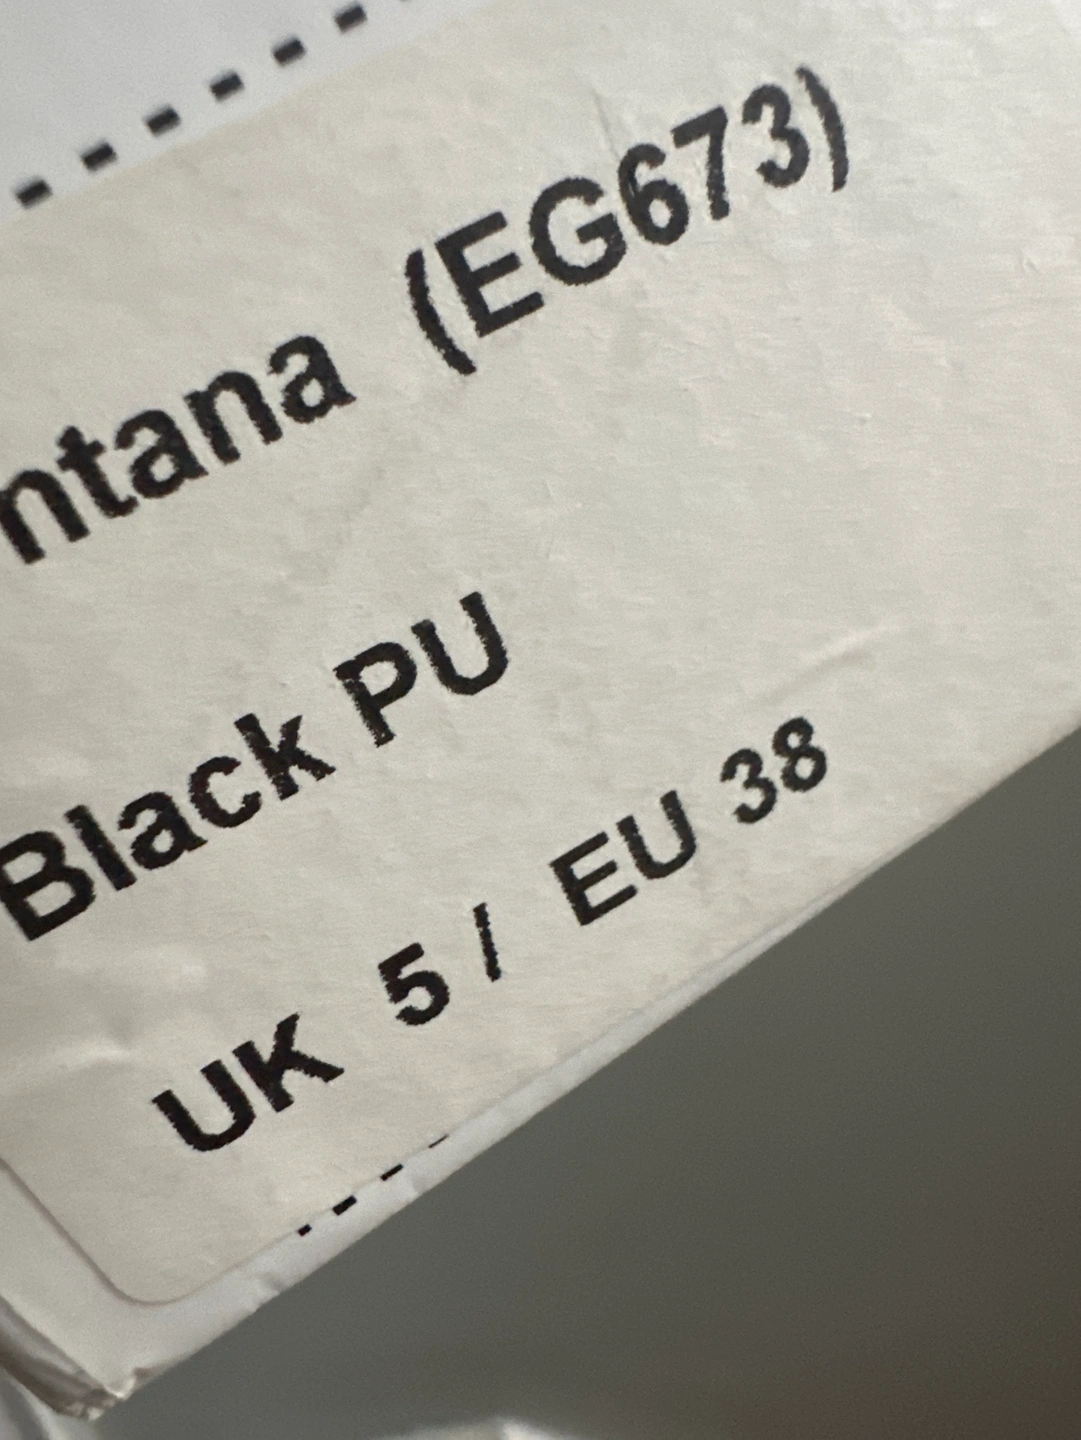 ntana (EG673)
Black PU
UK 5 / EU 38